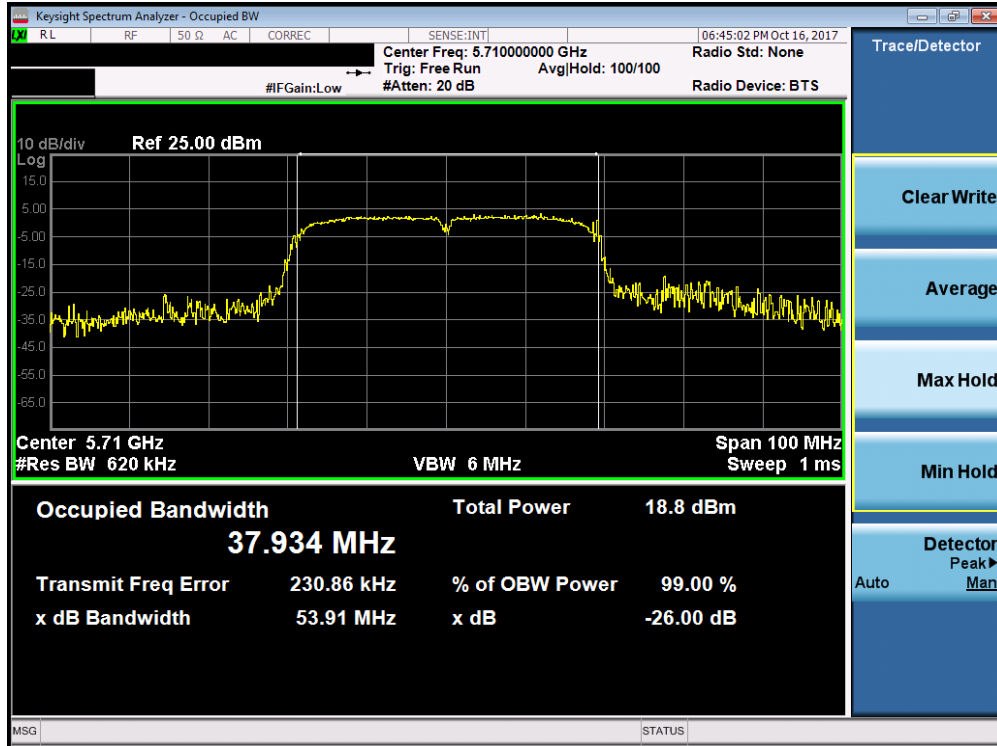 Keysight Spectrum Analyzer - Occupied BW
LXI RL RF 50 Ω AC CORREC SENSE:INT 06:45:02 PM Oct 16, 2017
Center Freq: 5.710000000 GHz Radio Std: None
Trig: Free Run Avg|Hold: 100/100
#IFGain:Low #Atten: 20 dB Radio Device: BTS
Trace/Detector
10 dB/div Ref 25.00 dBm
Log
15.0
5.00
-5.00
-15.0
-25.0
-35.0
-45.0
-55.0
-65.0
Center 5.71 GHz Span 100 MHz
#Res BW 620 kHz VBW 6 MHz Sweep 1 ms
Occupied Bandwidth Total Power 18.8 dBm
37.934 MHz
Transmit Freq Error 230.86 kHz % of OBW Power 99.00 %
x dB Bandwidth 53.91 MHz x dB -26.00 dB
Clear Write
Average
Max Hold
Min Hold
Detector
Peak▶
Auto Man
MSG STATUS